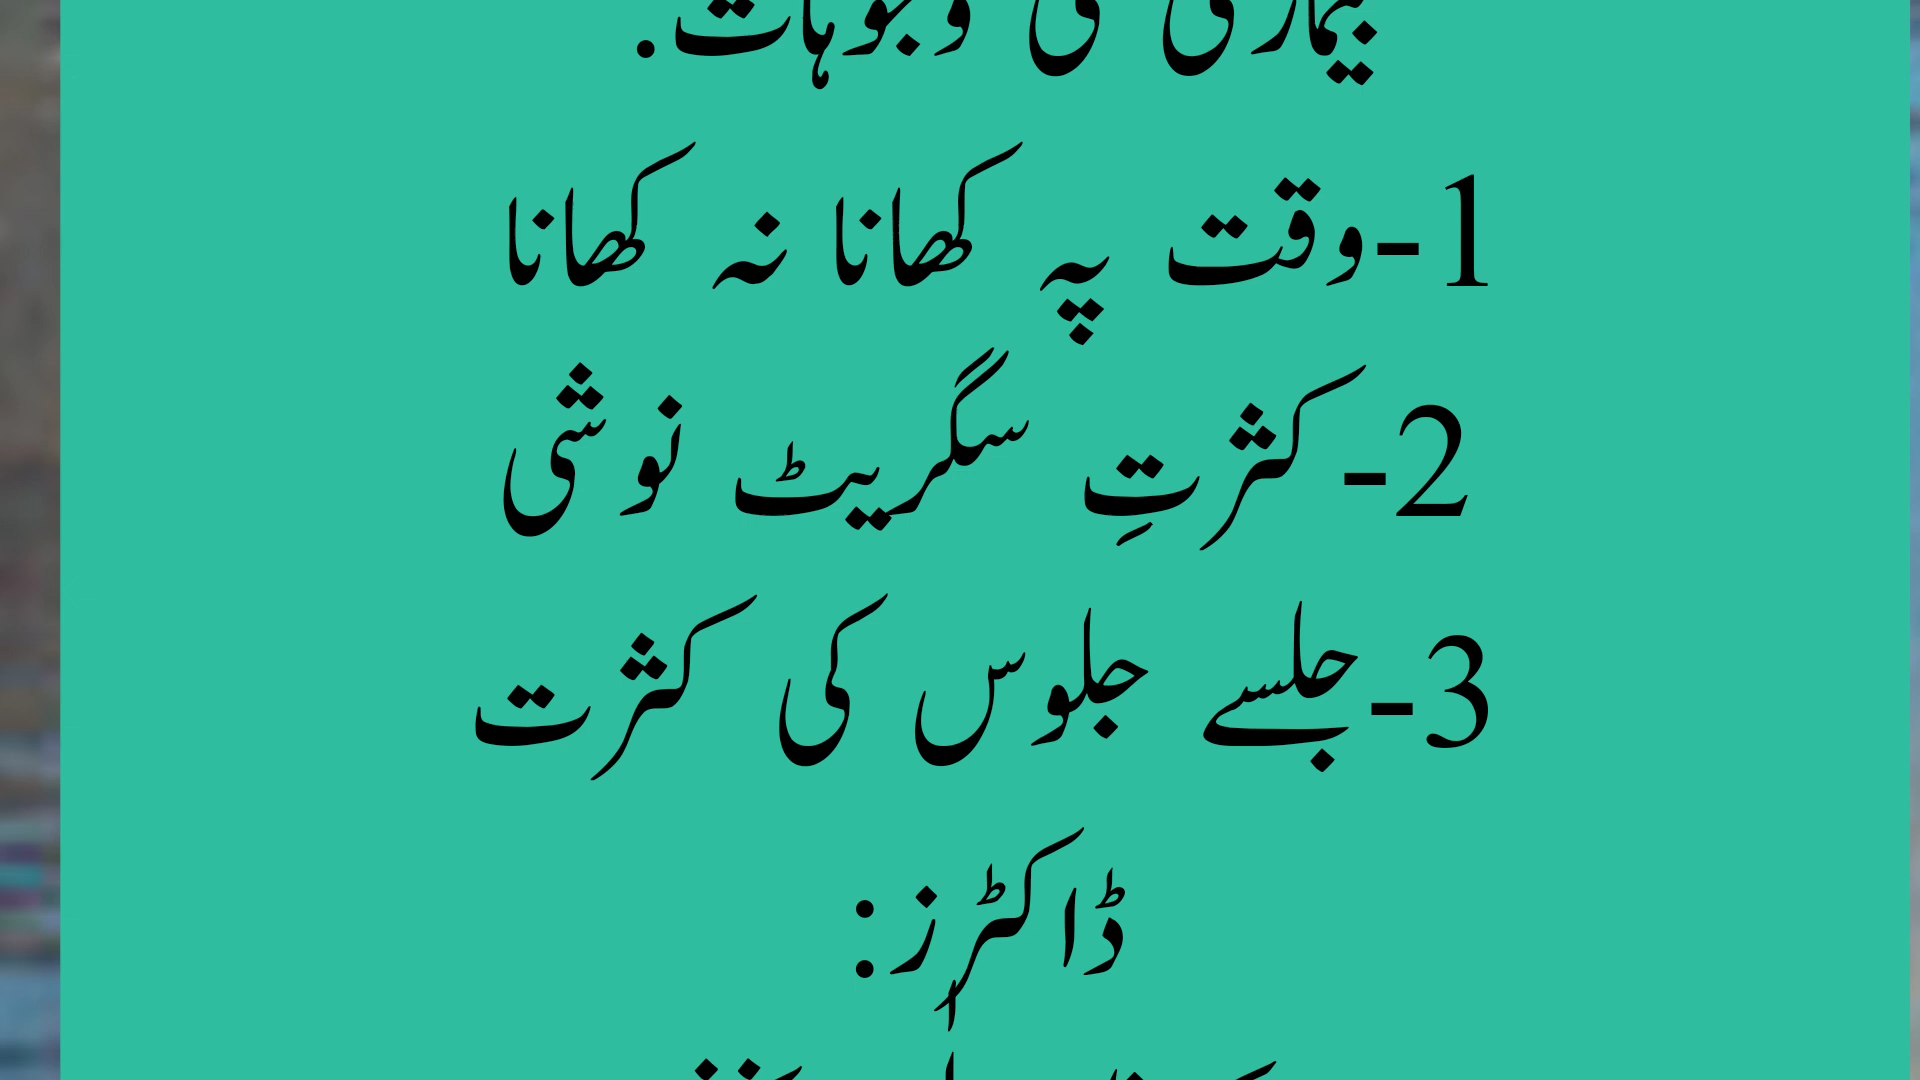 بیماری کی وجوہات.
1-وقت پہ کھانا نہ کھانا
2-کثرتِ سگریٹ نوشی
3-جلسے جلوس کی کثرت
ڈاکٹرز: